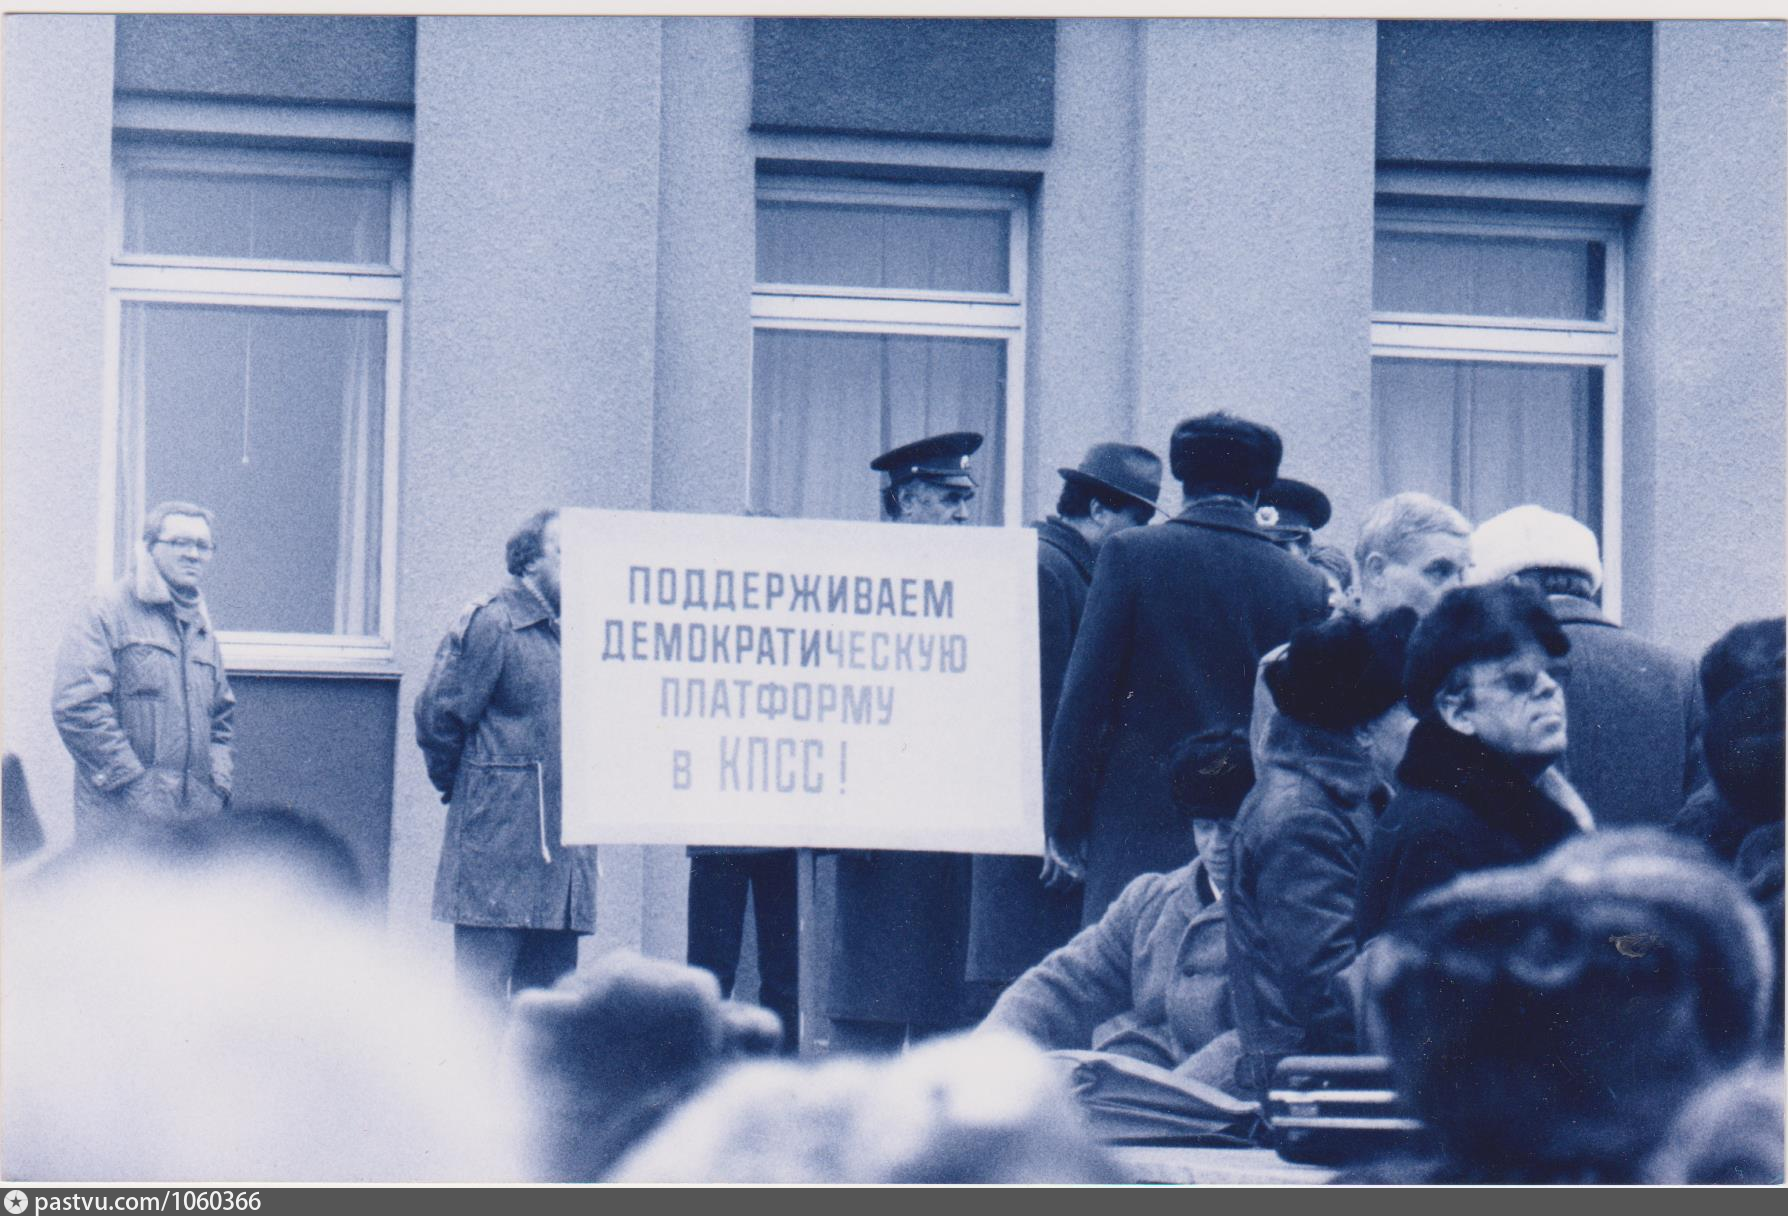 ПОДДЕРЖИВАЕМ
ДЕМОКРАТИЧЕСКУЮ
ПЛАТФОРМУ
в КПСС!
pastvu.com/1060366